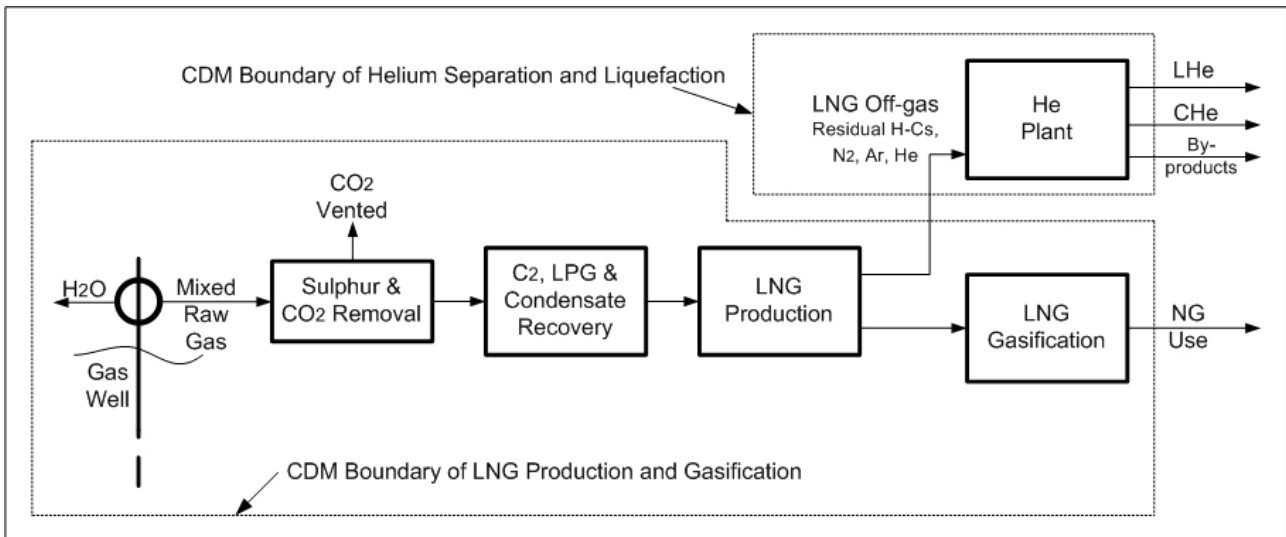 CDM Boundary of Helium Separation and Liquefaction
LNG Off-gas
Residual H-Cs,
N2, Ar, He
He
Plant
LHe
CHe
By-
products
CO2
Vented
H2O
Mixed
Raw
Gas
Gas
Well
Sulphur &
CO2 Removal
C2, LPG &
Condensate
Recovery
LNG
Production
LNG
Gasification
NG
Use
CDM Boundary of LNG Production and Gasification